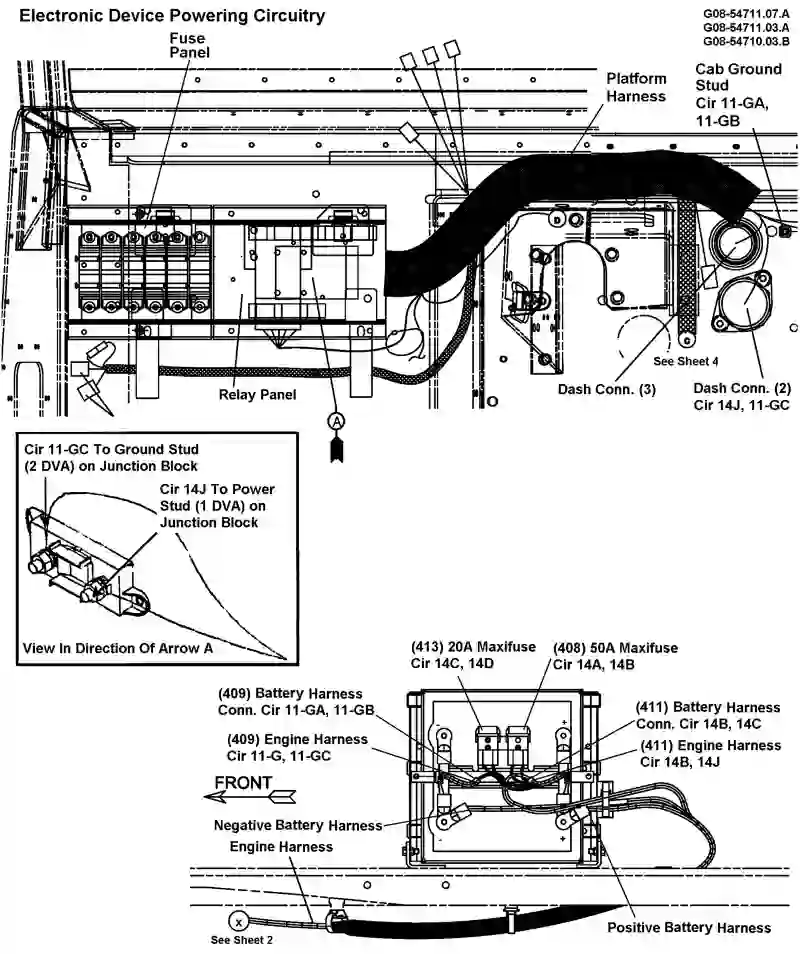 Electronic Device Powering Circuitry
G08-54711.07.A
G08-54711.03.A
G08-54710.03.B
Fuse
Panel
Platform
Harness
Cab Ground
Stud
Cir 11-GA,
11-GB
D
See Sheet 4
Relay Panel
Dash Conn. (3)
Dash Conn. (2)
Cir 14J, 11-GC
A
Cir 11-GC To Ground Stud
(2 DVA) on Junction Block
Cir 14J To Power
Stud (1 DVA) on
Junction Block
View In Direction Of Arrow A
(413) 20A Maxifuse
Cir 14C, 14D
(408) 50A Maxifuse
Cir 14A, 14B
(409) Battery Harness
Conn. Cir 11-GA, 11-GB
(411) Battery Harness
Conn. Cir 14B, 14C
(409) Engine Harness
Cir 11-G, 11-GC
(411) Engine Harness
Cir 14B, 14J
- +
FRONT
Negative Battery Harness
- +
Engine Harness
x
See Sheet 2
Positive Battery Harness